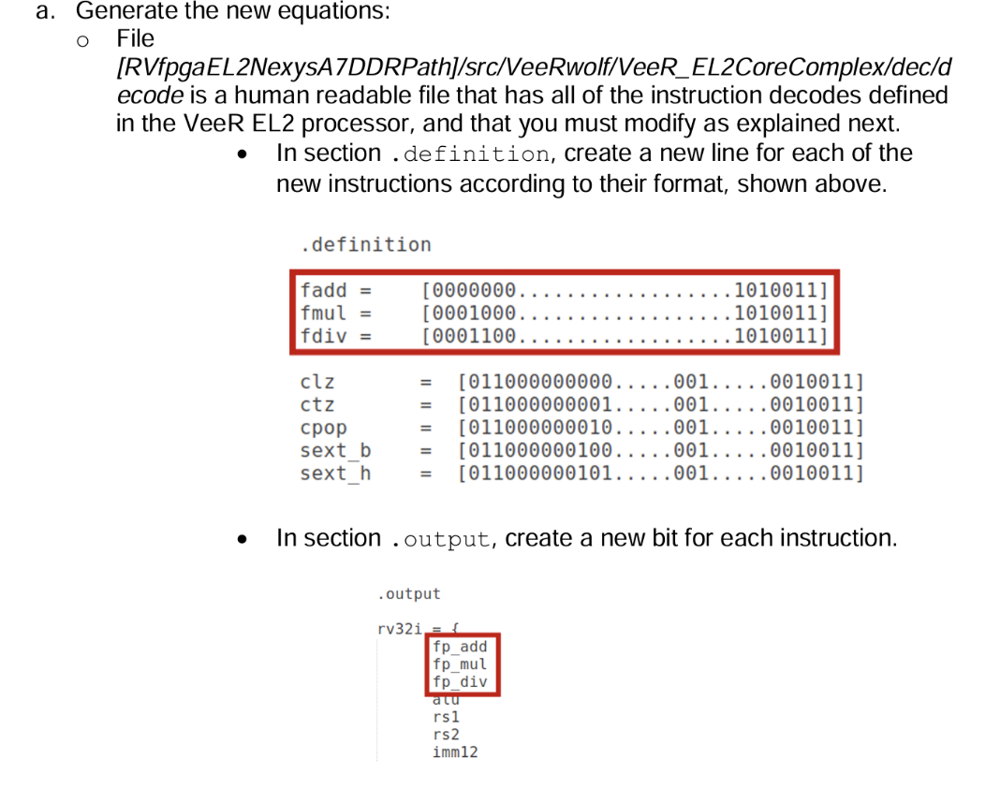 a. Generate the new equations:
o File
[RVfpgaEL2NexysA7DDRPath]/src/VeeRwolf/VeeR_EL2CoreComplex/dec/d
ecode is a human readable file that has all of the instruction decodes defined
in the VeeR EL2 processor, and that you must modify as explained next.
• In section .definition, create a new line for each of the
new instructions according to their format, shown above.
.definition
fadd = [0000000..................1010011]
fmul = [0001000..................1010011]
fdiv = [0001100..................1010011]
clz = [011000000000.....001.....0010011]
ctz = [011000000001.....001.....0010011]
cpop = [011000000010.....001.....0010011]
sext_b = [011000000100.....001.....0010011]
sext_h = [011000000101.....001.....0010011]
• In section .output, create a new bit for each instruction.
.output
rv32i = {
fp_add
fp_mul
fp_div
alu
rs1
rs2
imm12